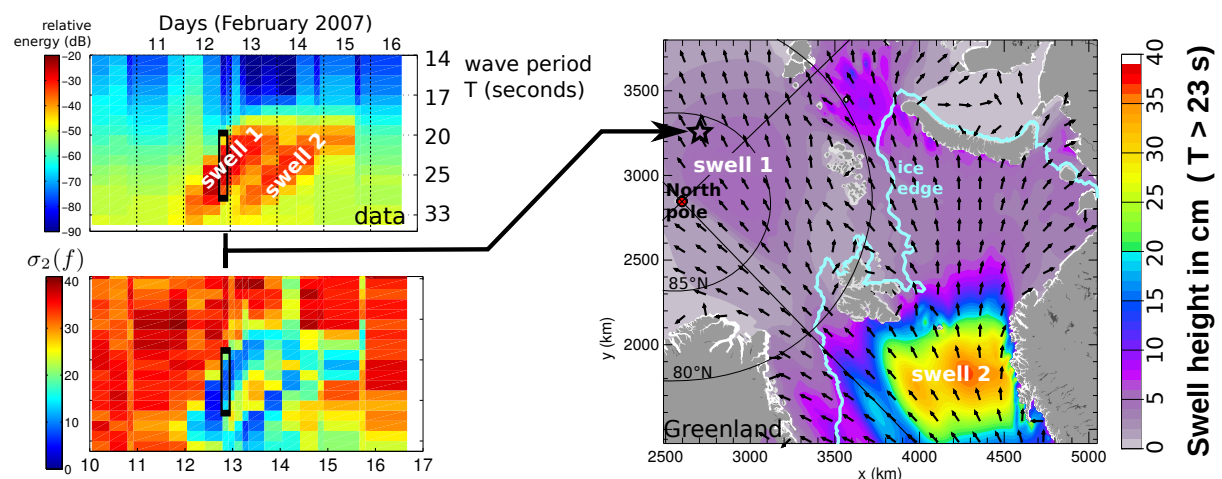 relative
energy (dB)
Days (February 2007)
11 12 13 14 15 16
−20
−30
−40
−50
−60
−70
−80
−90
14
17
20
25
33
wave period
T (seconds)
swell 1
swell 2
data
σ2(f)
40
30
20
10
0
10 11 12 13 14 15 16 17
3500
3000
2500
2000
y (km)
2500 3000 3500 4000 4500 5000
x (km)
swell 1
North
pole
ice
edge
85°N
80°N
swell 2
Greenland
0 5 10 15 20 25 30 35 40
Swell height in cm (T > 23 s)